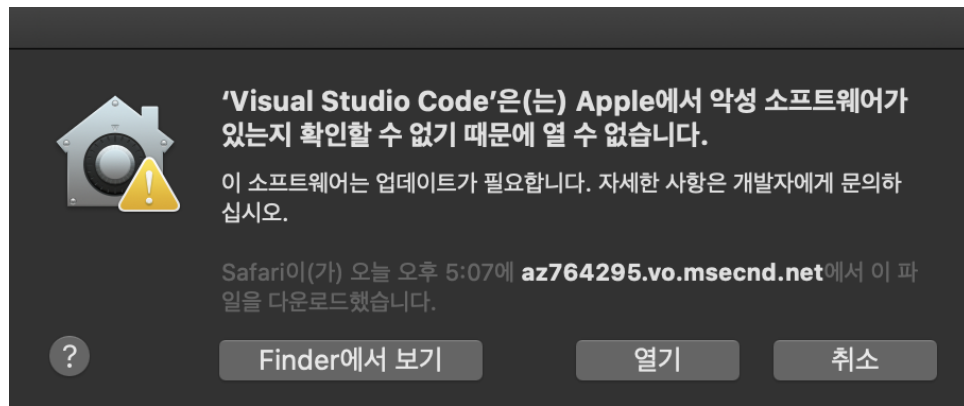 ‘Visual Studio Code’은(는) Apple에서 악성 소프트웨어가
있는지 확인할 수 없기 때문에 열 수 없습니다.
이 소프트웨어는 업데이트가 필요합니다. 자세한 사항은 개발자에게 문의하
십시오.
Safari이(가) 오늘 오후 5:07에 az764295.vo.msecnd.net에서 이 파
일을 다운로드했습니다.
?
Finder에서 보기
열기
취소